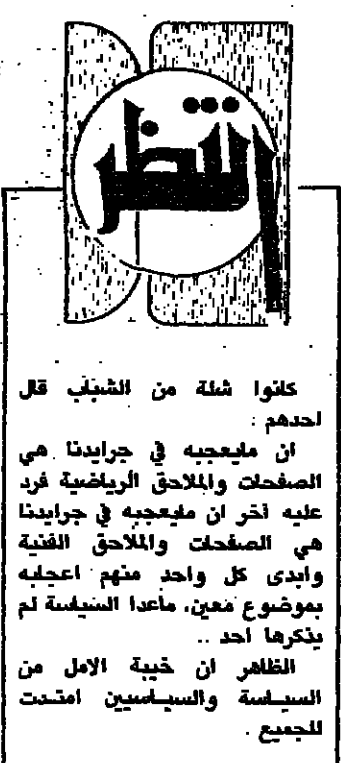 انتظر
كانوا شلة من الشباب قال
احدهم :
ان مايعجبه في جرايدنا هي
الصفحات والملاحق الرياضية فرد
عليه آخر ان مايعجبه في جرايدنا
هي الصفحات والملاحق الفنية
وابدى كل واحد منهم اعجابه
بموضوع معين، ماعدا السياسة لم
يذكرها احد ..
الظاهر ان خيبة الامل من
السياسة والسياسيين امتدت
للجميع .